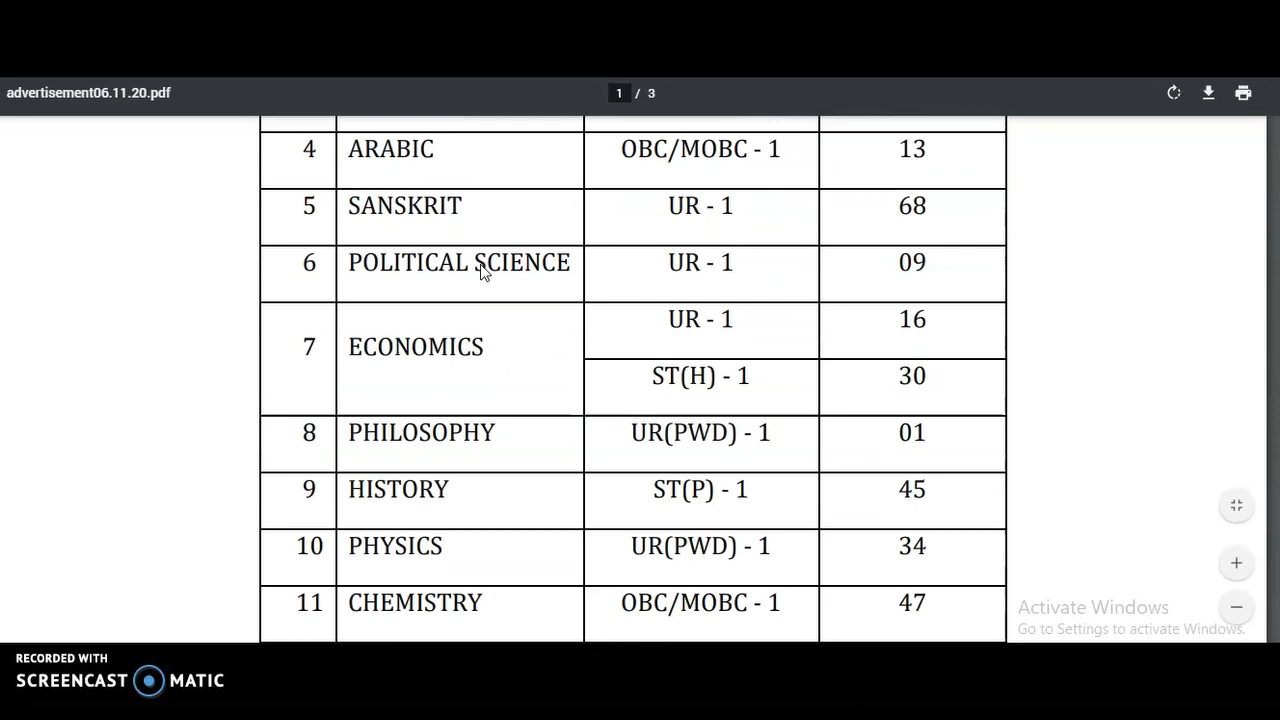 advertisement06.11.20.pdf 1 / 3
4 ARABIC OBC/MOBC - 1 13
5 SANSKRIT UR - 1 68
6 POLITICAL SCIENCE UR - 1 09
UR - 1 16
7 ECONOMICS
ST(H) - 1 30
8 PHILOSOPHY UR(PWD) - 1 01
9 HISTORY ST(P) - 1 45
10 PHYSICS UR(PWD) - 1 34
11 CHEMISTRY OBC/MOBC - 1 47
Activate Windows
Go to Settings to activate Windows.
RECORDED WITH
SCREENCAST MATIC